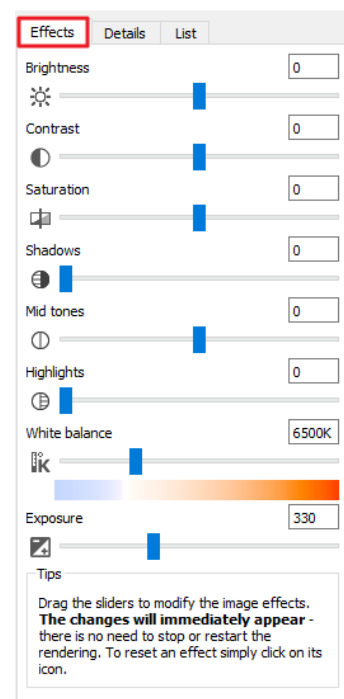 Effects Details List
Brightness 0
Contrast 0
Saturation 0
Shadows 0
Mid tones 0
Highlights 0
White balance 6500K
K
Exposure 330
Tips
Drag the sliders to modify the image effects.
The changes will immediately appear -
there is no need to stop or restart the
rendering. To reset an effect simply click on its
icon.